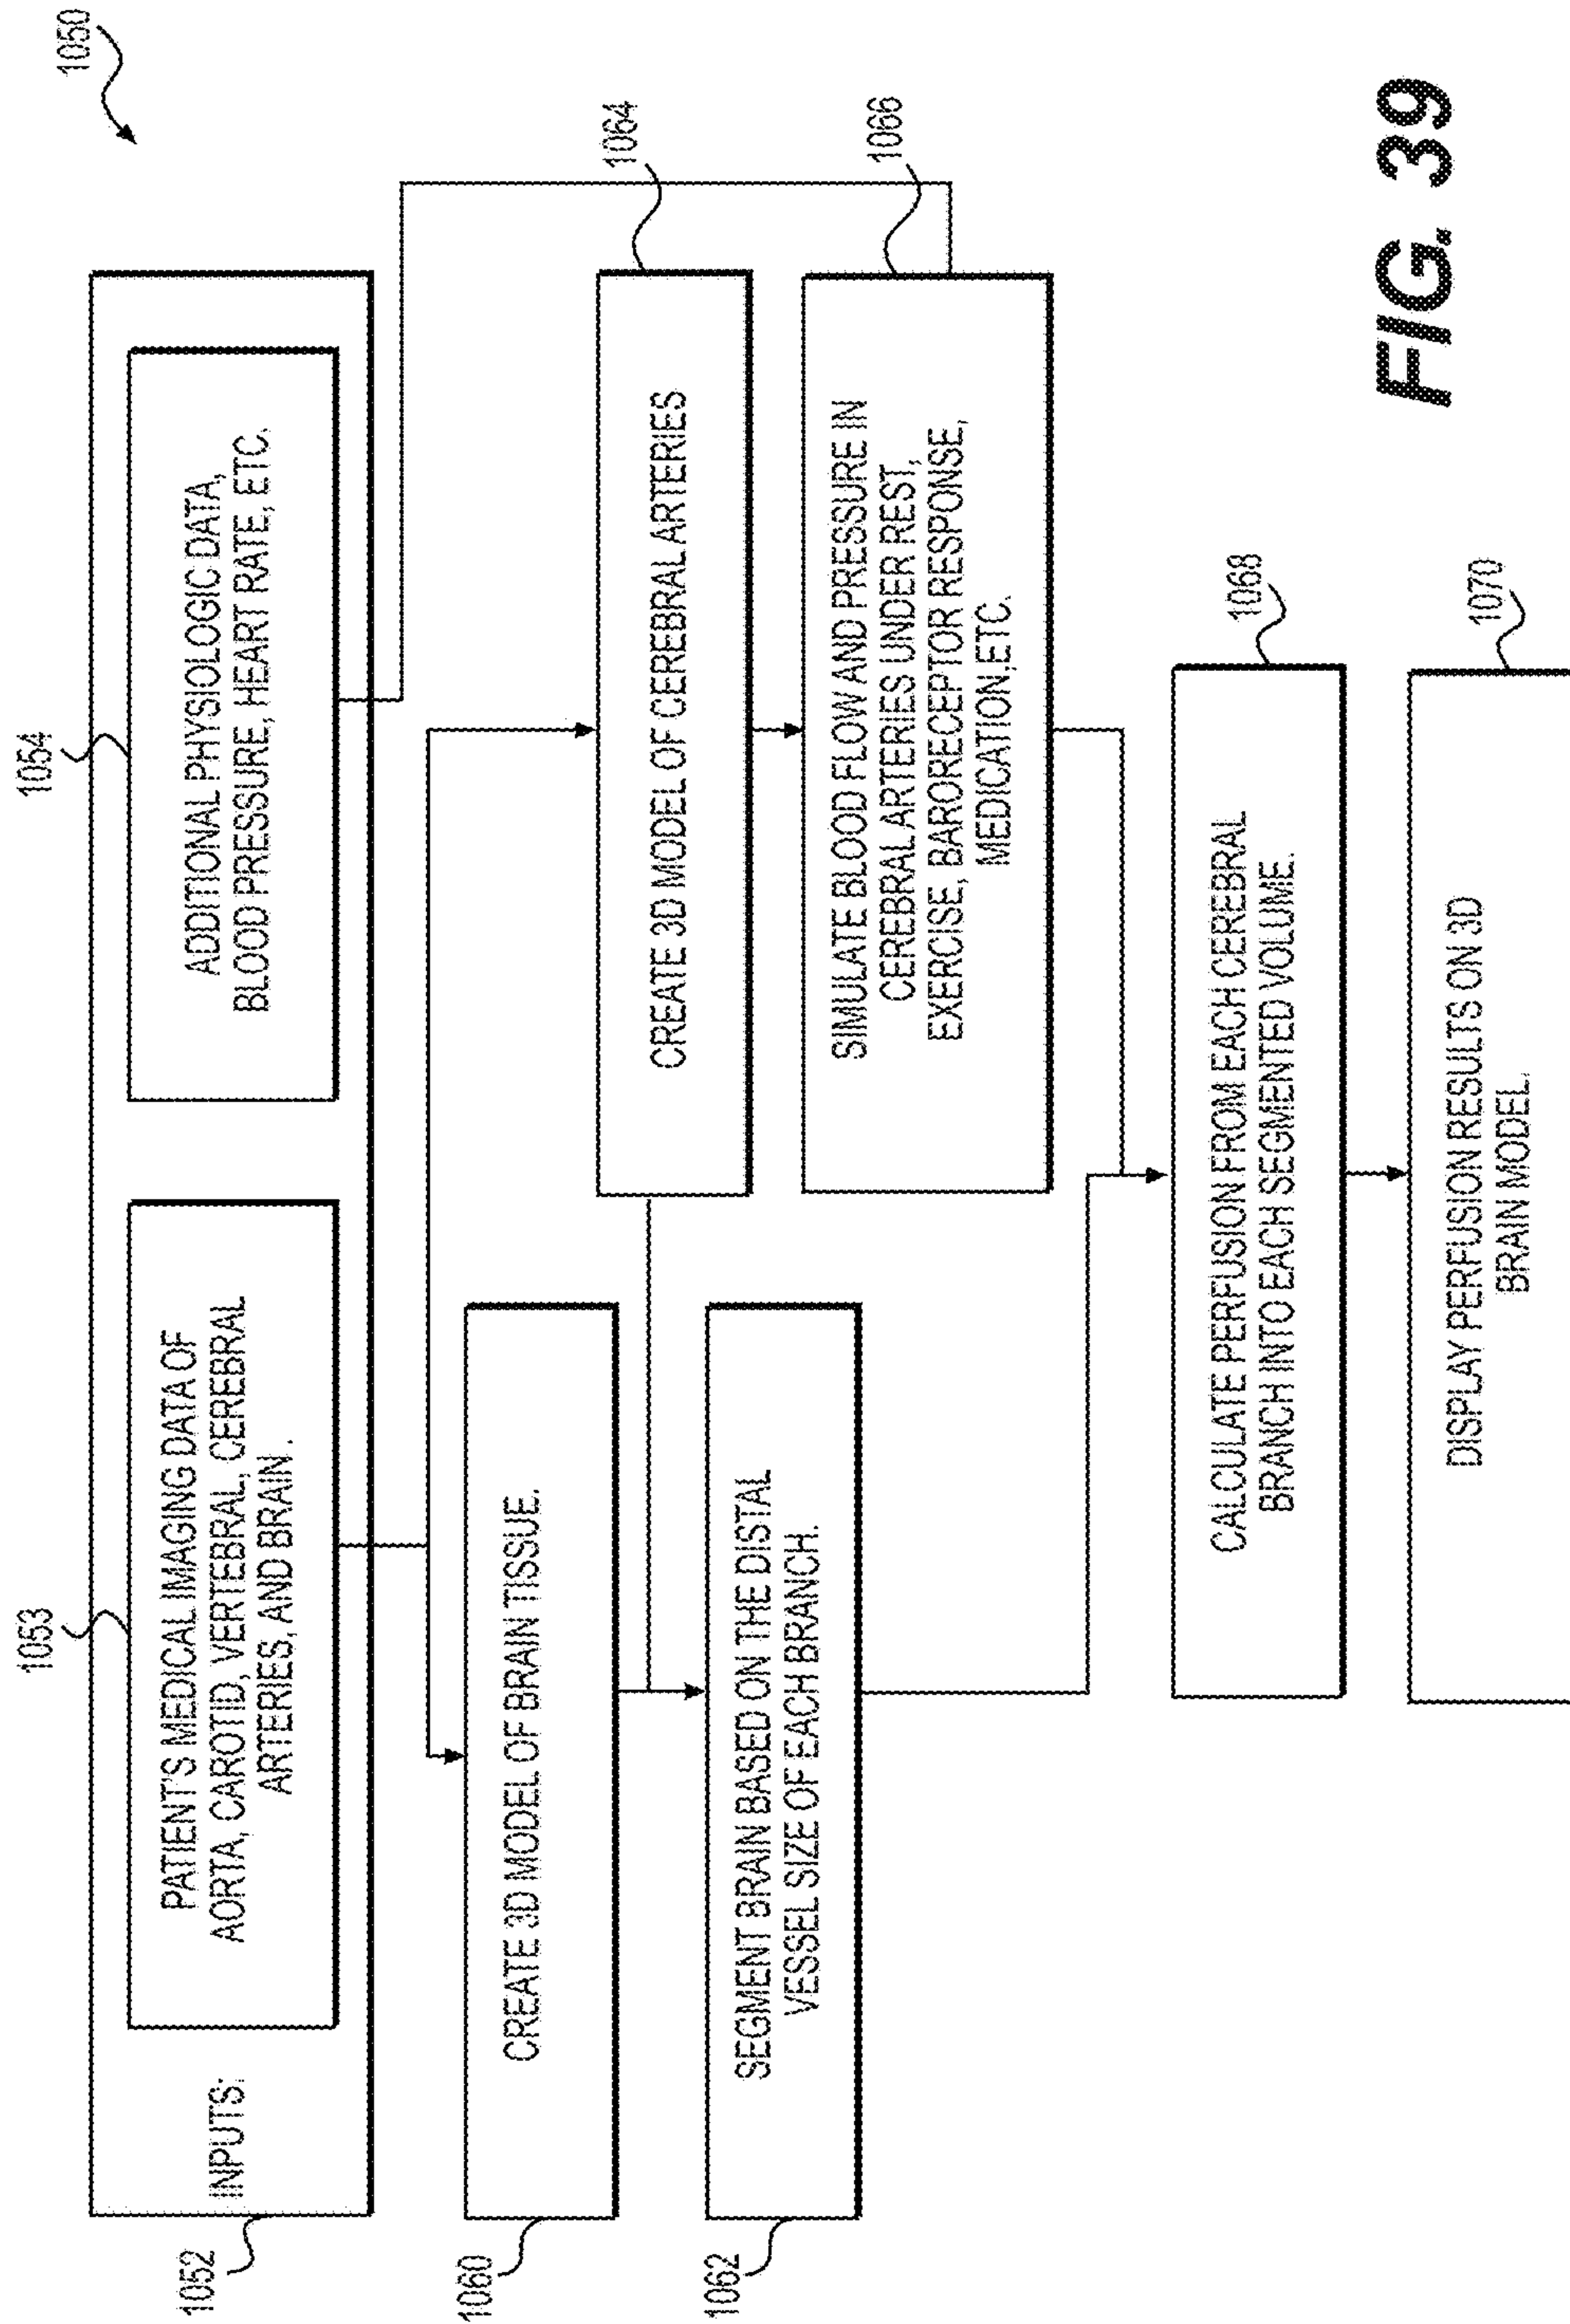 1050
1052
INPUTS:
1053
PATIENT'S MEDICAL IMAGING DATA OF
AORTA, CAROTID, VERTEBRAL, CEREBRAL
ARTERIES, AND BRAIN.
1054
ADDITIONAL PHYSIOLOGIC DATA,
BLOOD PRESSURE, HEART RATE, ETC.
1060
CREATE 3D MODEL OF BRAIN TISSUE.
1064
CREATE 3D MODEL OF CEREBRAL ARTERIES
1062
SEGMENT BRAIN BASED ON THE DISTAL
VESSEL SIZE OF EACH BRANCH.
1066
SIMULATE BLOOD FLOW AND PRESSURE IN
CEREBRAL ARTERIES UNDER REST,
EXERCISE, BARORECEPTOR RESPONSE,
MEDICATION,ETC.
1068
CALCULATE PERFUSION FROM EACH CEREBRAL
BRANCH INTO EACH SEGMENTED VOLUME.
1070
DISPLAY PERFUSION RESULTS ON 3D
BRAIN MODEL.
FIG. 39